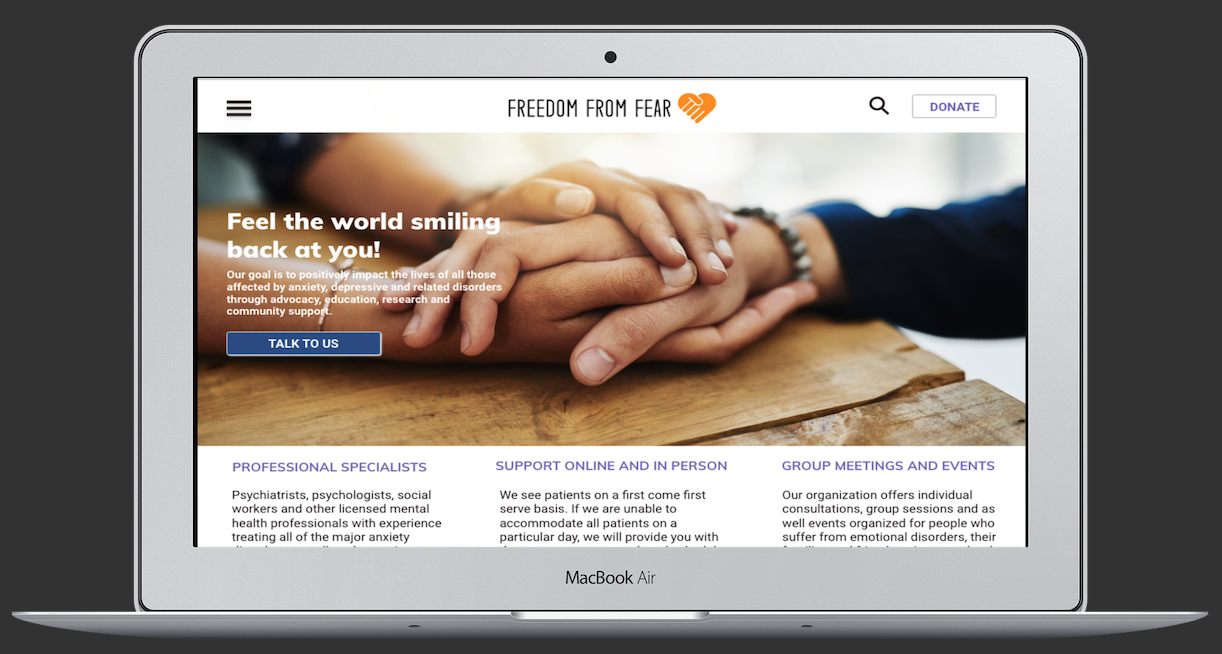 FREEDOM FROM FEAR
DONATE
Feel the world smiling
back at you!
Our goal is to positively impact the lives of all those
affected by anxiety, depressive and related disorders
through advocacy, education, research and
community support.
TALK TO US
PROFESSIONAL SPECIALISTS
Psychiatrists, psychologists, social
workers and other licensed mental
health professionals with experience
treating all of the major anxiety
SUPPORT ONLINE AND IN PERSON
We see patients on a first come first
serve basis. If we are unable to
accommodate all patients on a
particular day, we will provide you with
GROUP MEETINGS AND EVENTS
Our organization offers individual
consultations, group sessions and as
well events organized for people who
suffer from emotional disorders, their
MacBook Air